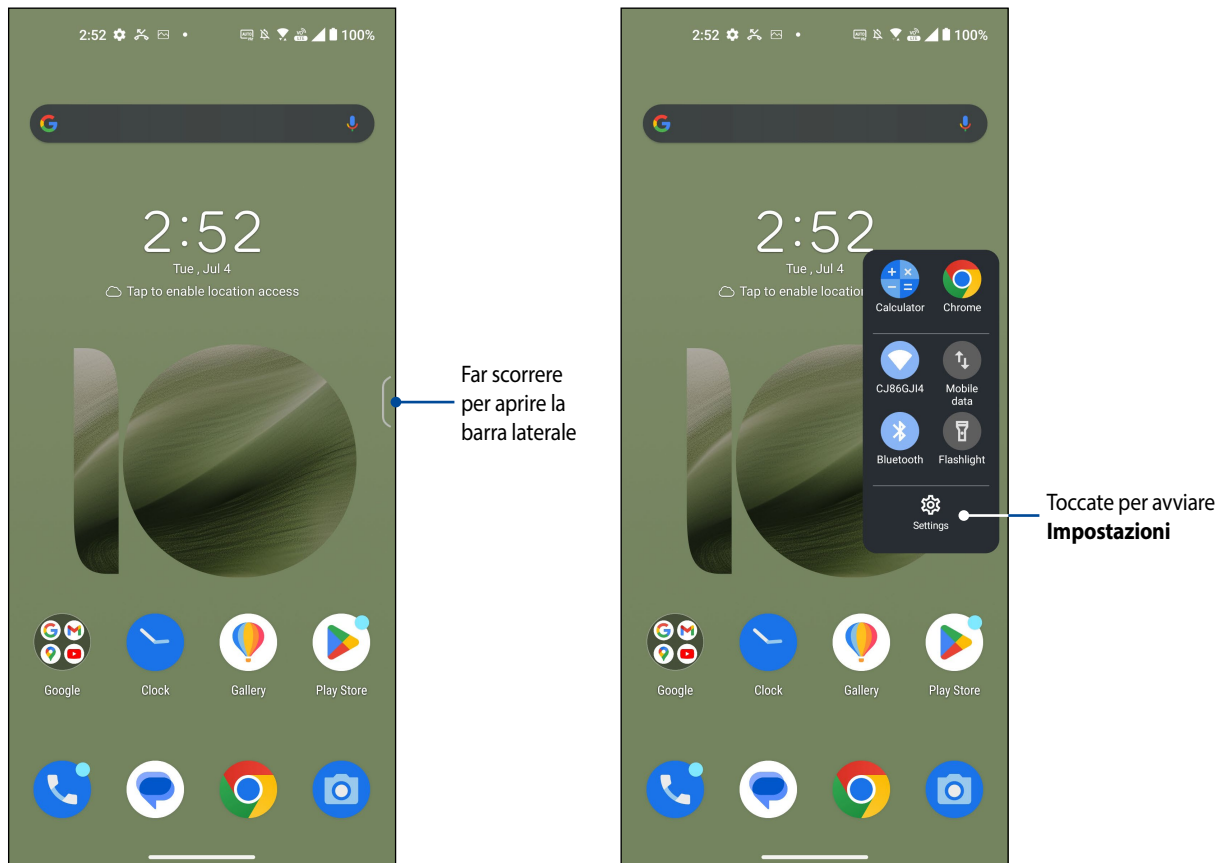 2:52
100%
2:52
Tue , Jul 4
Tap to enable location access
Google
Clock
Gallery
Play Store
Far scorrere
per aprire la
barra laterale
2:52
100%
2:52
Tue , Jul 4
Tap to enable locatio
Calculator
Chrome
CJ86GJI4
Mobile
data
Bluetooth
Flashlight
Settings
Google
Clock
Gallery
Play Store
Toccate per avviare
Impostazioni